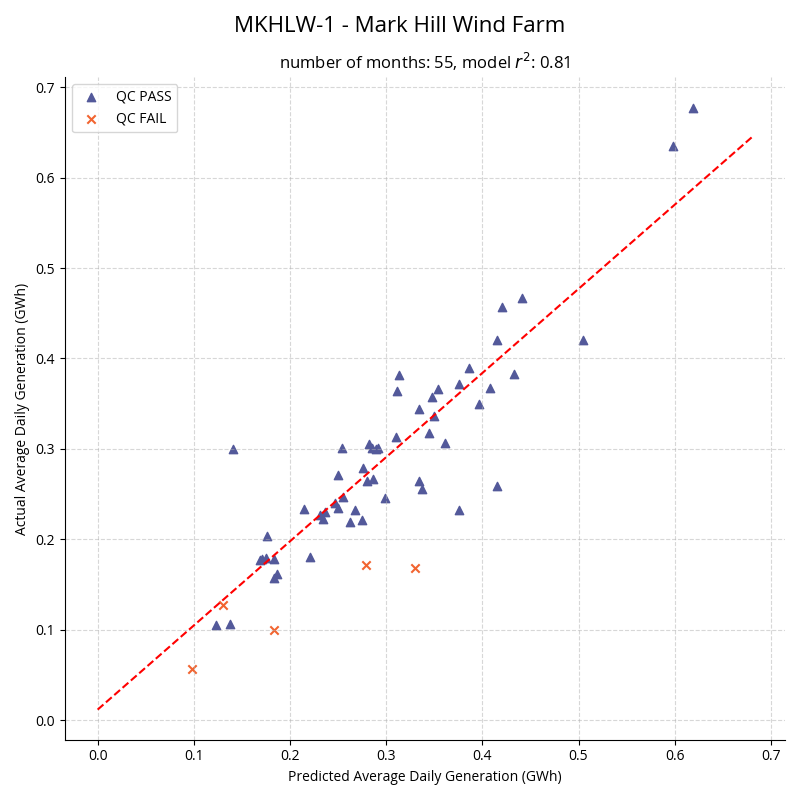 MKHLW-1 - Mark Hill Wind Farm
number of months: 55, model r²: 0.81
QC PASS
QC FAIL
Actual Average Daily Generation (GWh)
0.7
0.6
0.5
0.4
0.3
0.2
0.1
0.0
0.0 0.1 0.2 0.3 0.4 0.5 0.6 0.7
Predicted Average Daily Generation (GWh)